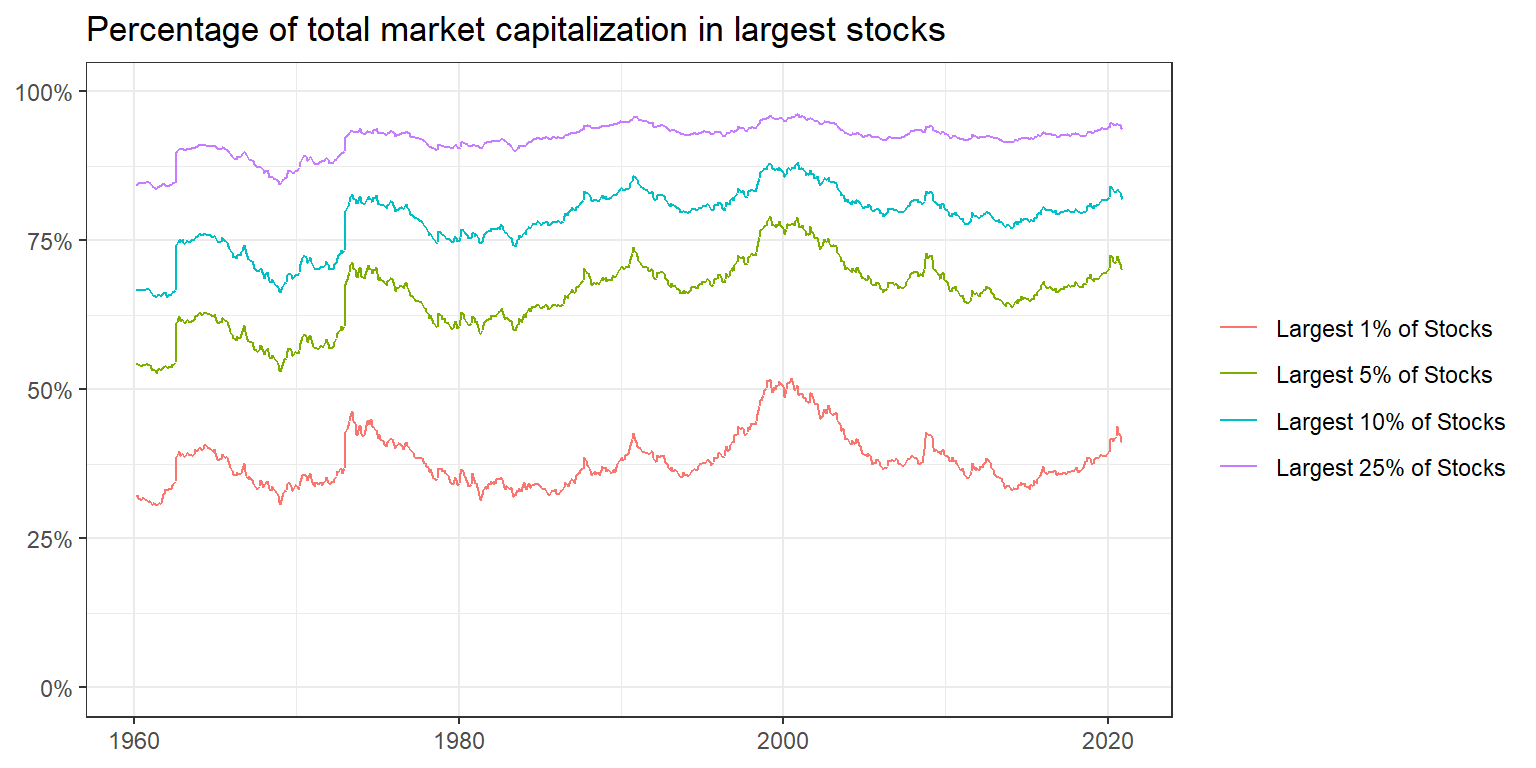 Percentage of total market capitalization in largest stocks
100%
75%
50%
25%
0%
1960 1980 2000 2020
Largest 1% of Stocks
Largest 5% of Stocks
Largest 10% of Stocks
Largest 25% of Stocks